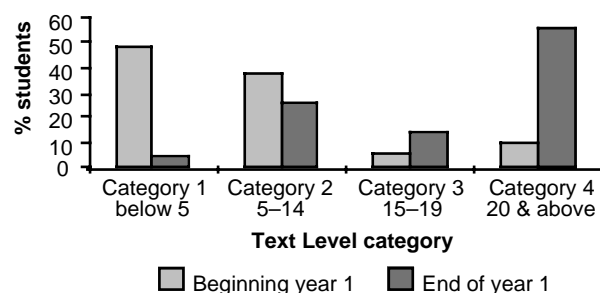 60
50
40
30
20
10
0
% students
Category 1 Category 2 Category 3 Category 4
below 5 5–14 15–19 20 & above
Text Level category
Beginning year 1 End of year 1